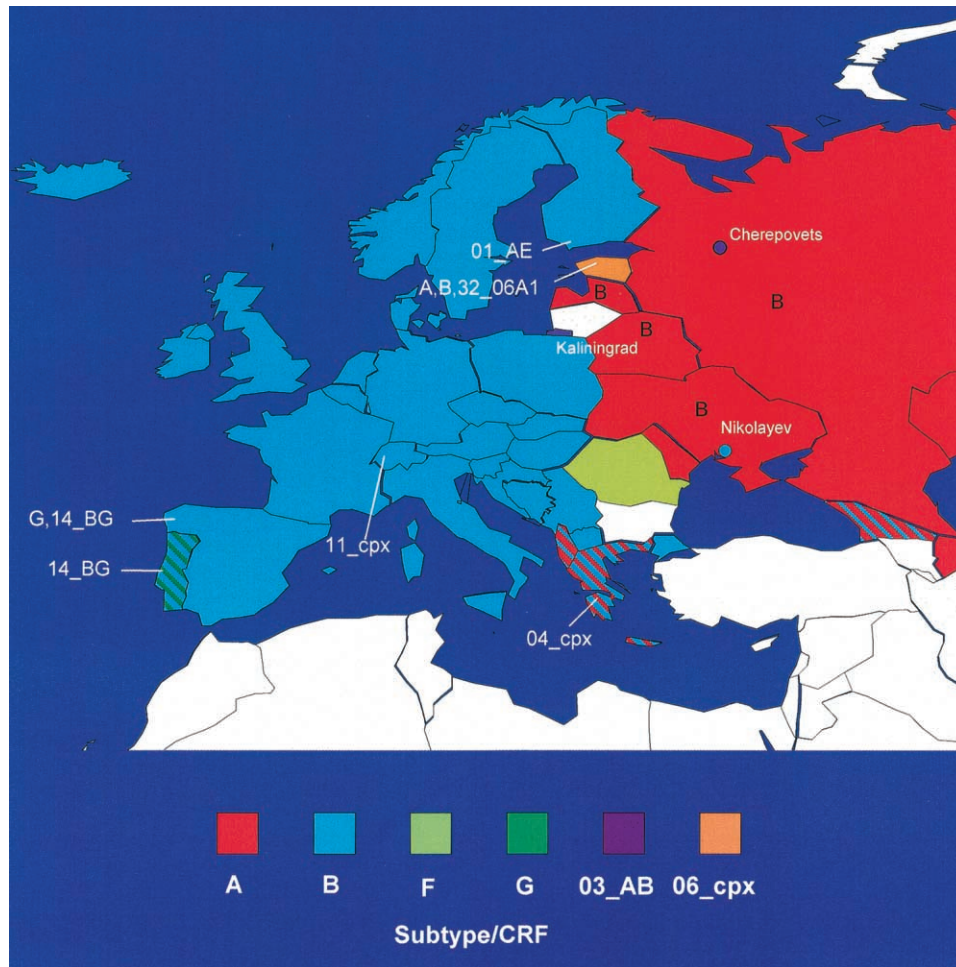 Cherepovets
01_AE
A,B,32_06A1
B
B
B
Kaliningrad
B
Nikolayev
G,14_BG
11_cpx
14_BG
04_cpx
A B F G 03_AB 06_cpx
Subtype/CRF